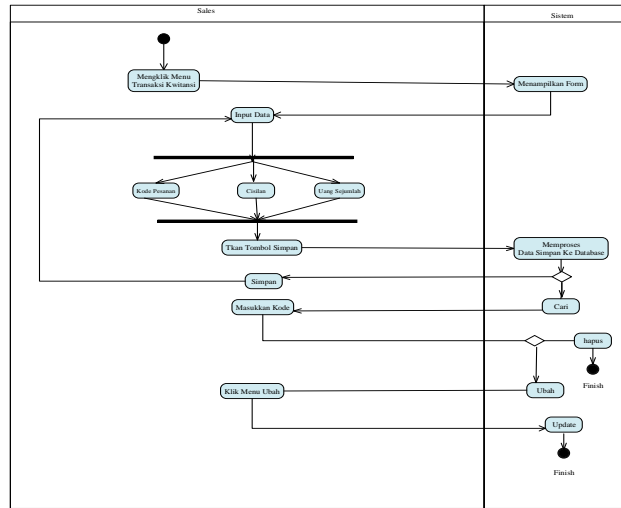 Sales
Sistem
Mengklik Menu
Transaksi Kwitansi
Menampilkan Form
Input Data
Kode Pesanan
Cisilan
Uang Sejumlah
Tkan Tombol Simpan
Memproses
Data Simpan Ke Database
Simpan
Cari
Masukkan Kode
hapus
Finish
Klik Menu Ubah
Ubah
Update
Finish